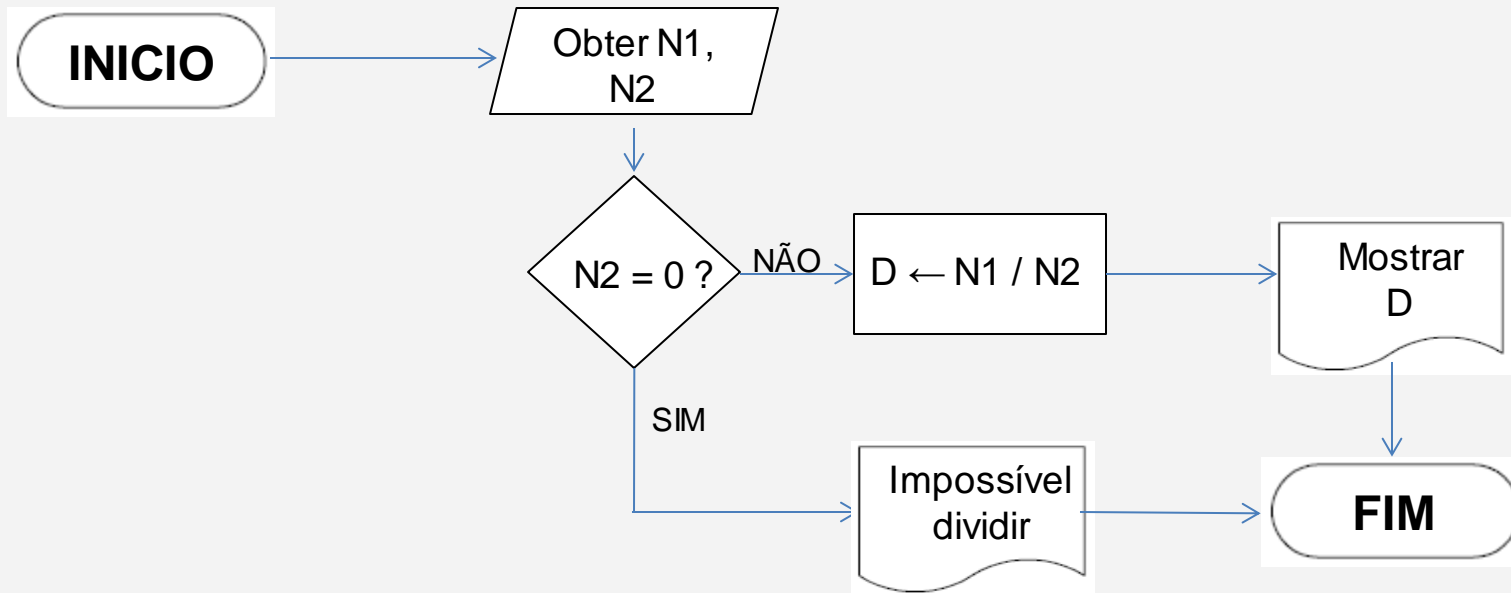 INICIO
Obter N1,
N2
N2 = 0 ?
NÃO
D ← N1 / N2
Mostrar
D
SIM
Impossível
dividir
FIM